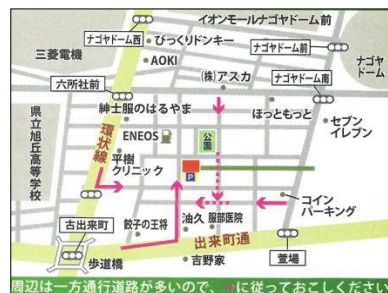 イオンモールナゴヤドーム前
ナゴヤドーム西
びっくりドンキー
ナゴヤドーム前
三菱電機
AOKI
ナゴヤドーム
六所社前
(株)アスカ
ナゴヤドーム南
紳士服のはるやま
ほっともっと
県立旭丘高等学校
環状線
ENEOS
公園
セブンイレブン
平樹クリニック
P
コインパーキング
古出来町
餃子の王将
油久
服部医院
出来町通
歩道橋
吉野家
萱場
周辺は一方通行道路が多いので、→に従っておこしください